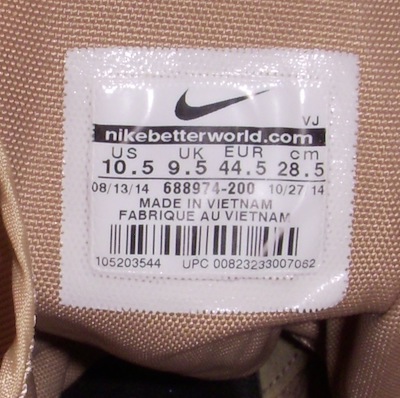 VJ
nikebetterworld.com
US UK EUR cm
10.5 9.5 44.5 28.5
08/13/14 688974-200 10/27 14
MADE IN VIETNAM
FABRIQUE AU VIETNAM
105203544 UPC 00823233007062